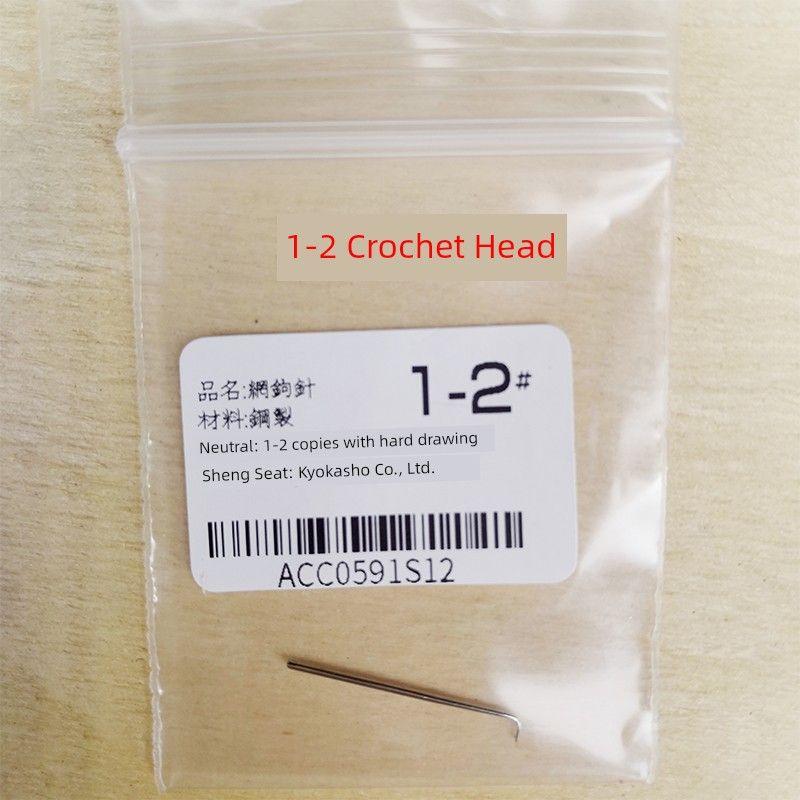 1-2 Crochet Head
品名:網鉤針
1-2#
材料:鋼製
Neutral: 1-2 copies with hard drawing
Sheng Seat: Kyokasho Co., Ltd.
ACC0591S12